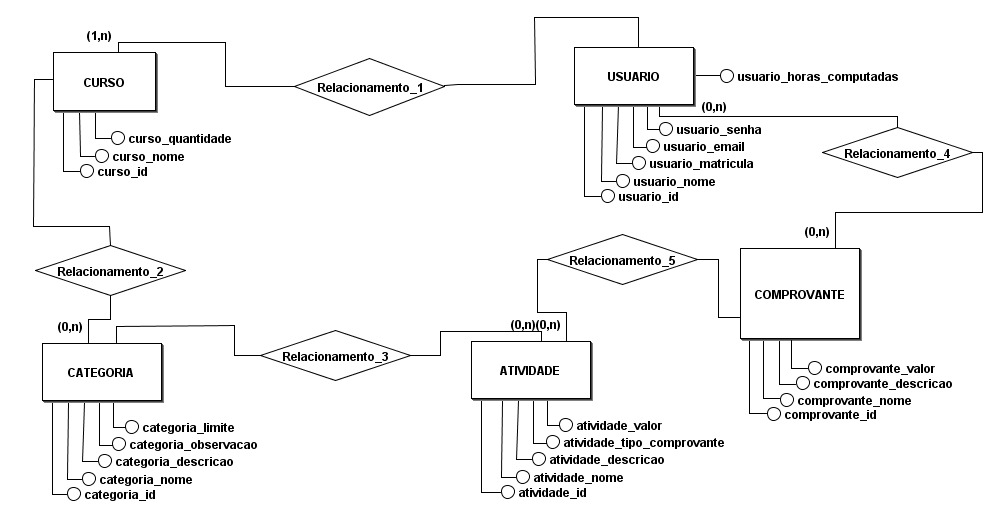 (1,n)
CURSO
Relacionamento_1
USUARIO
usuario_horas_computadas
(0,n)
curso_quantidade
curso_nome
curso_id
usuario_senha
usuario_email
usuario_matricula
usuario_nome
usuario_id
Relacionamento_4
(0,n)
Relacionamento_2
Relacionamento_5
COMPROVANTE
(0,n)
(0,n)(0,n)
Relacionamento_3
CATEGORIA
ATIVIDADE
comprovante_valor
comprovante_descricao
comprovante_nome
comprovante_id
categoria_limite
categoria_observacao
categoria_descricao
categoria_nome
categoria_id
atividade_valor
atividade_tipo_comprovante
atividade_descricao
atividade_nome
atividade_id